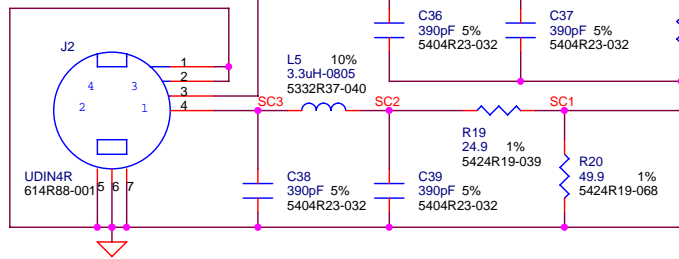 C36
390pF 5%
5404R23-032
C37
390pF 5%
5404R23-032
J2
1
2
3
4
4 3
2 1
L5 10%
3.3uH-0805
5332R37-040
SC3
SC2
SC1
R19
24.9 1%
5424R19-039
R20
49.9 1%
5424R19-068
UDIN4R
614R88-001
5 6 7
C38
390pF 5%
5404R23-032
C39
390pF 5%
5404R23-032